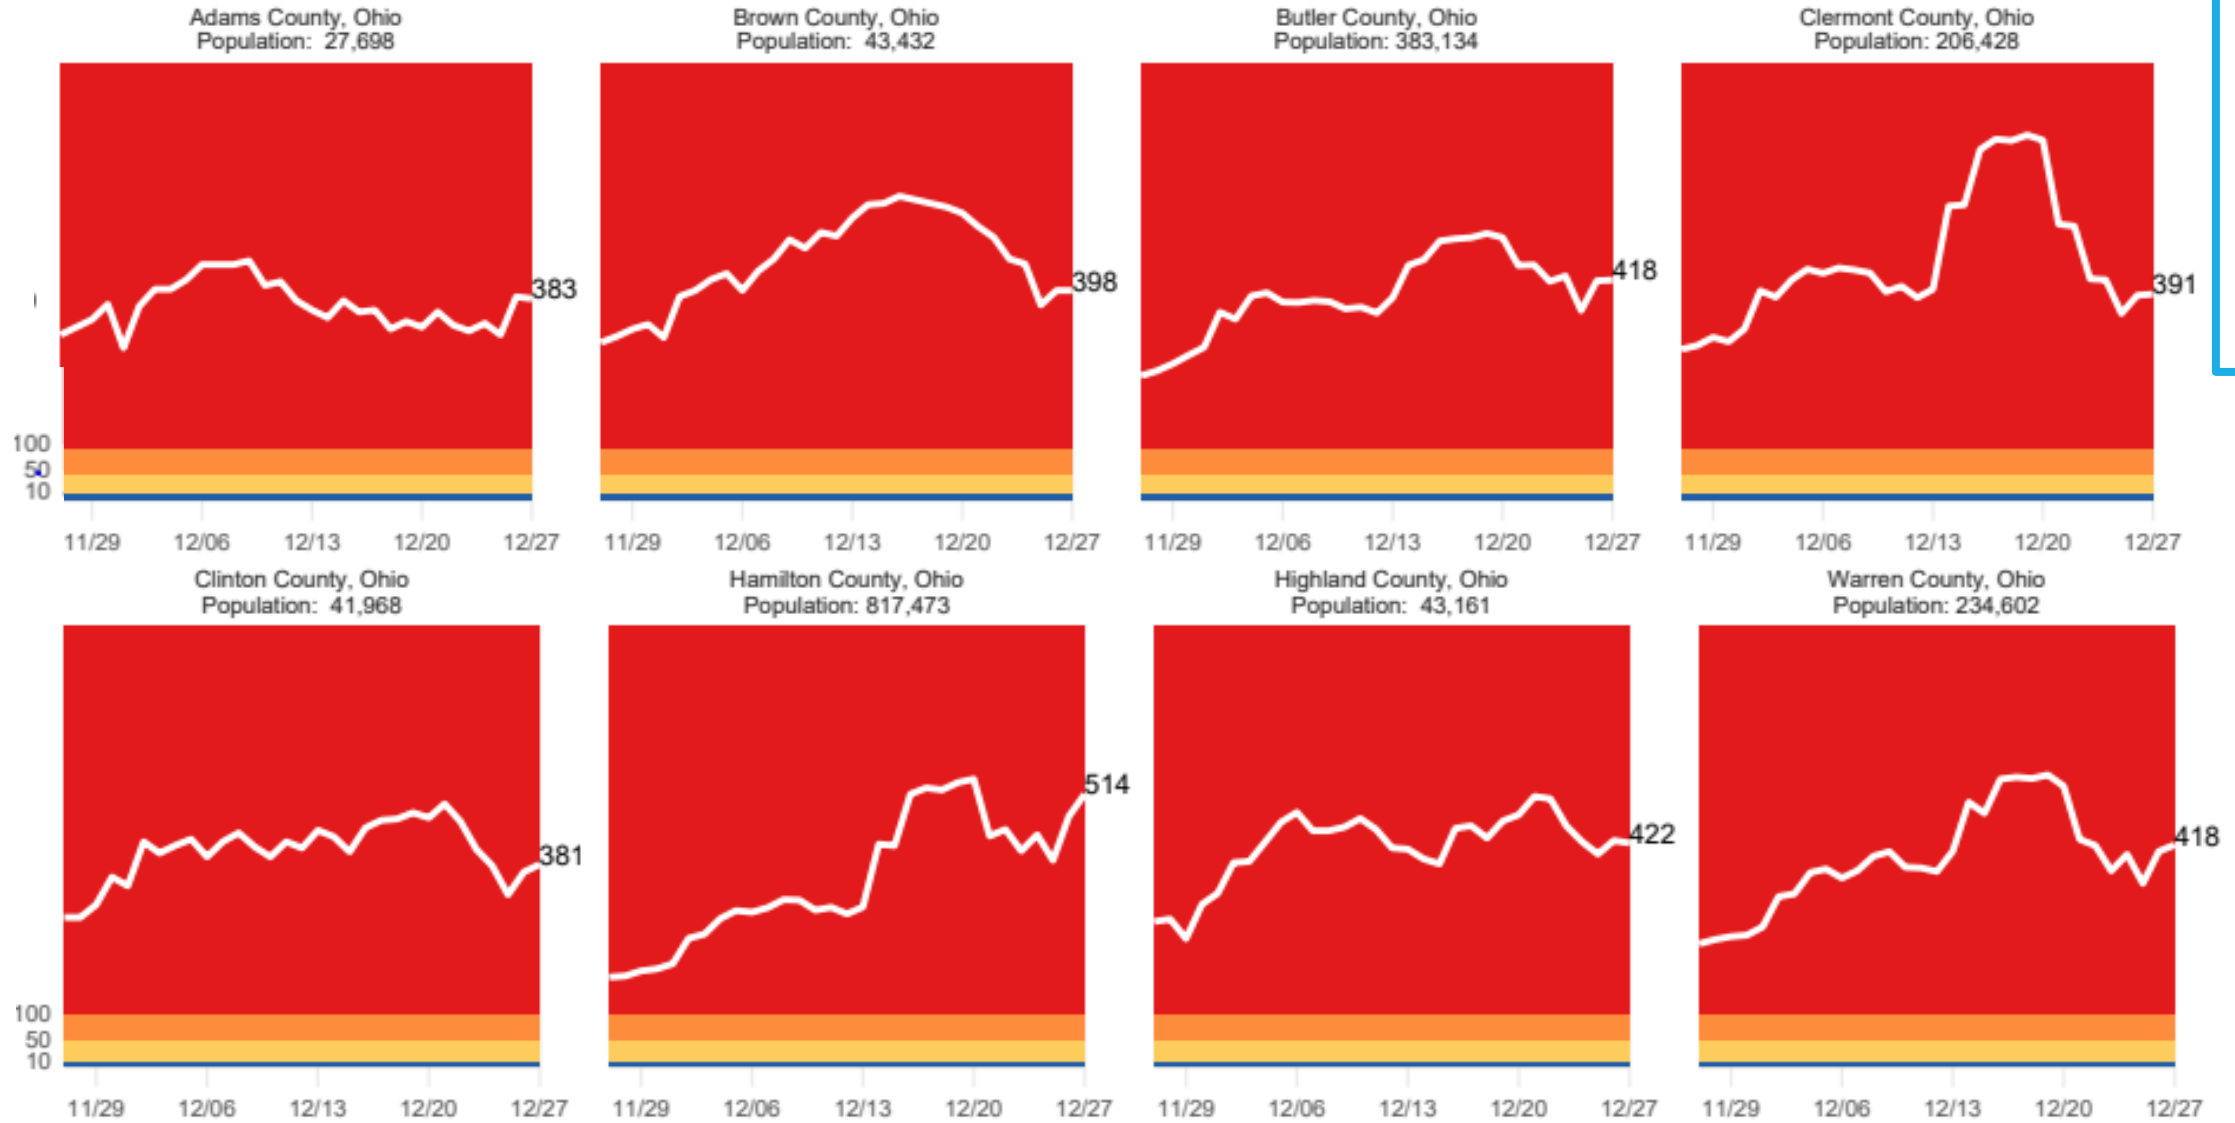 Adams County, Ohio
Population: 27,698
Brown County, Ohio
Population: 43,432
Butler County, Ohio
Population: 383,134
Clermont County, Ohio
Population: 206,428
383
398
418
391
100
50
10
11/29 12/06 12/13 12/20 12/27
11/29 12/06 12/13 12/20 12/27
11/29 12/06 12/13 12/20 12/27
11/29 12/06 12/13 12/20 12/27
Clinton County, Ohio
Population: 41,968
Hamilton County, Ohio
Population: 817,473
Highland County, Ohio
Population: 43,161
Warren County, Ohio
Population: 234,602
381
514
422
418
100
50
10
11/29 12/06 12/13 12/20 12/27
11/29 12/06 12/13 12/20 12/27
11/29 12/06 12/13 12/20 12/27
11/29 12/06 12/13 12/20 12/27